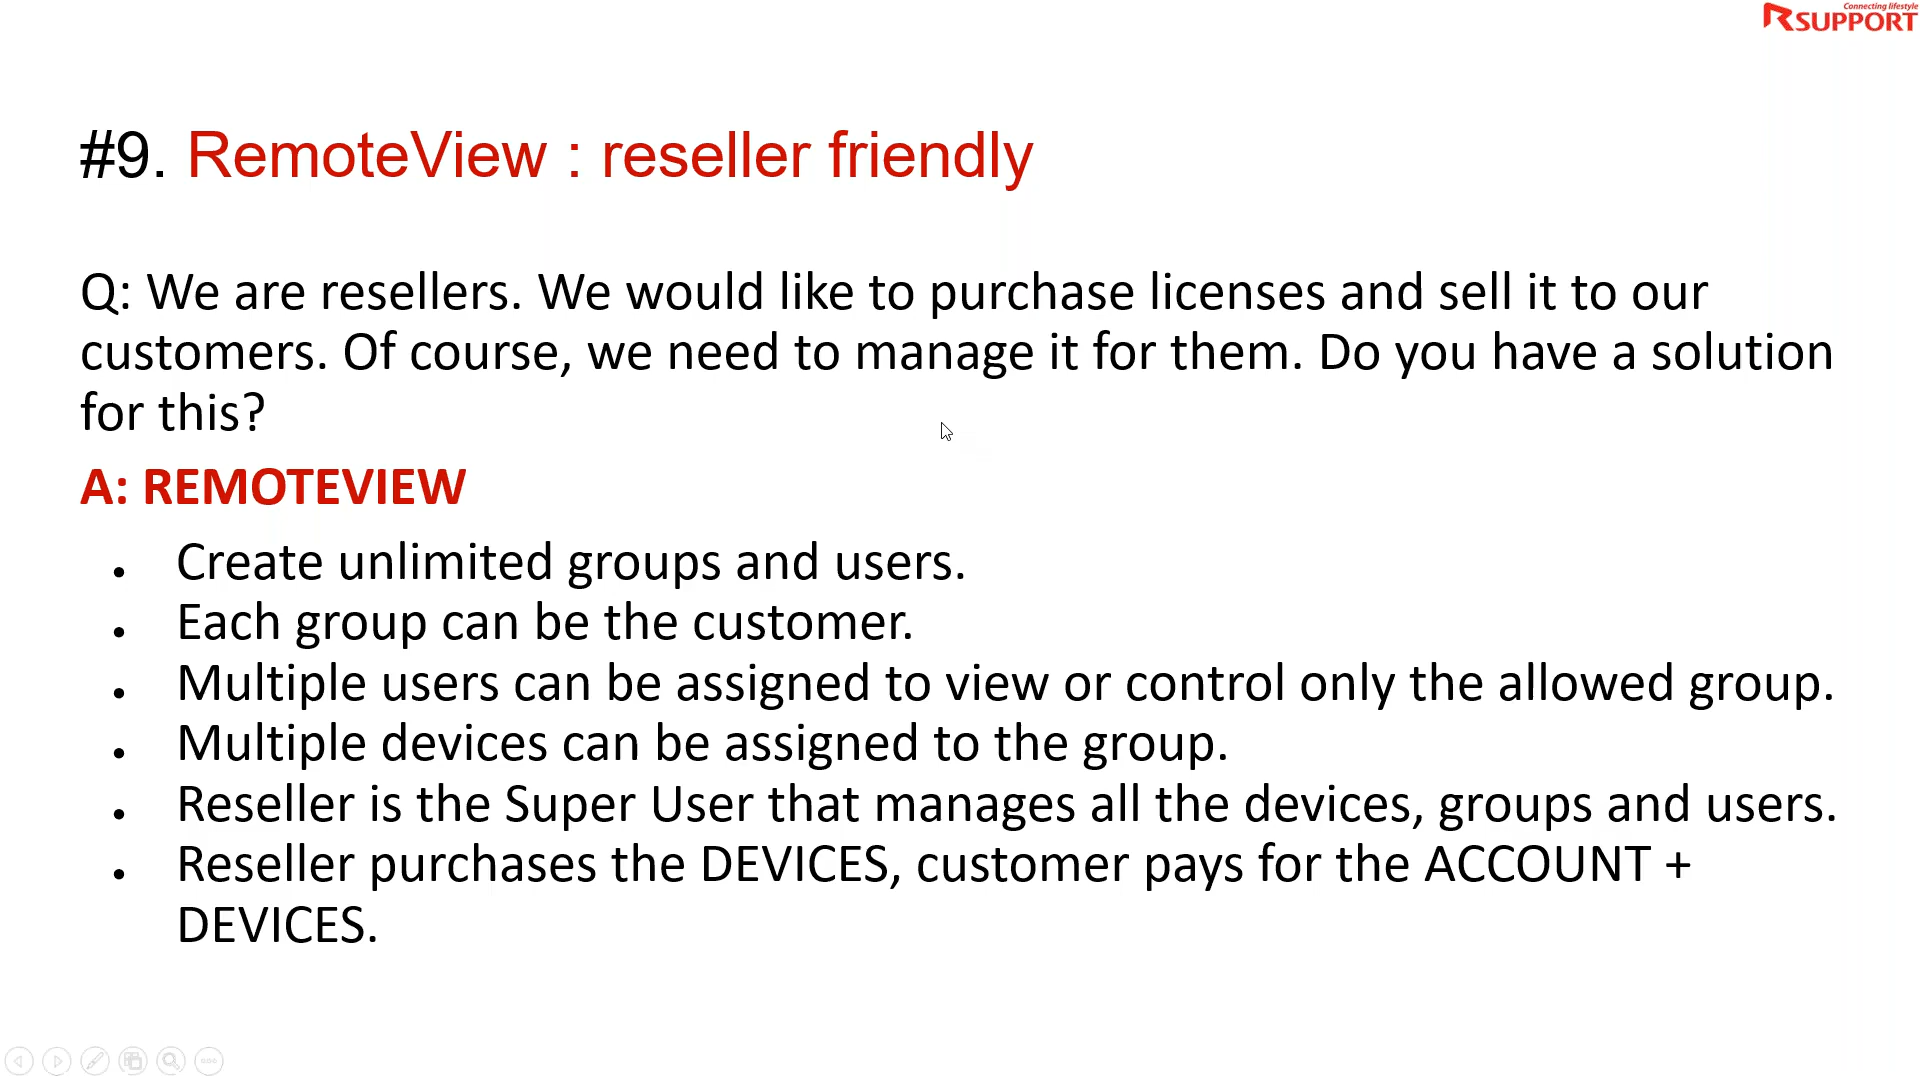 Connecting lifestyle
RSUPPORT
#9. RemoteView : reseller friendly
Q: We are resellers. We would like to purchase licenses and sell it to our
customers. Of course, we need to manage it for them. Do you have a solution
for this?
A: REMOTEVIEW
• Create unlimited groups and users.
• Each group can be the customer.
• Multiple users can be assigned to view or control only the allowed group.
• Multiple devices can be assigned to the group.
• Reseller is the Super User that manages all the devices, groups and users.
• Reseller purchases the DEVICES, customer pays for the ACCOUNT +
DEVICES.